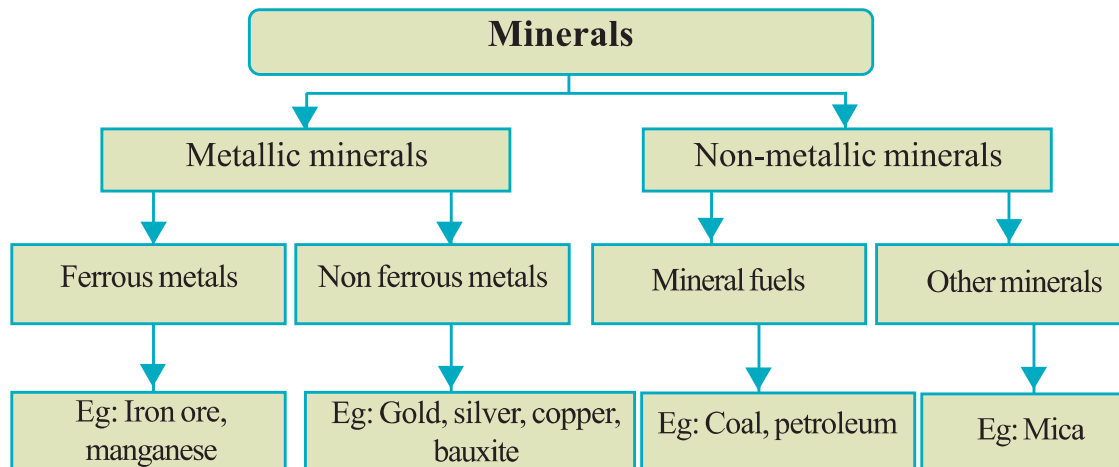 Minerals
Metallic minerals
Non-metallic minerals
Ferrous metals
Non ferrous metals
Mineral fuels
Other minerals
Eg: Iron ore,
manganese
Eg: Gold, silver, copper,
bauxite
Eg: Coal, petroleum
Eg: Mica